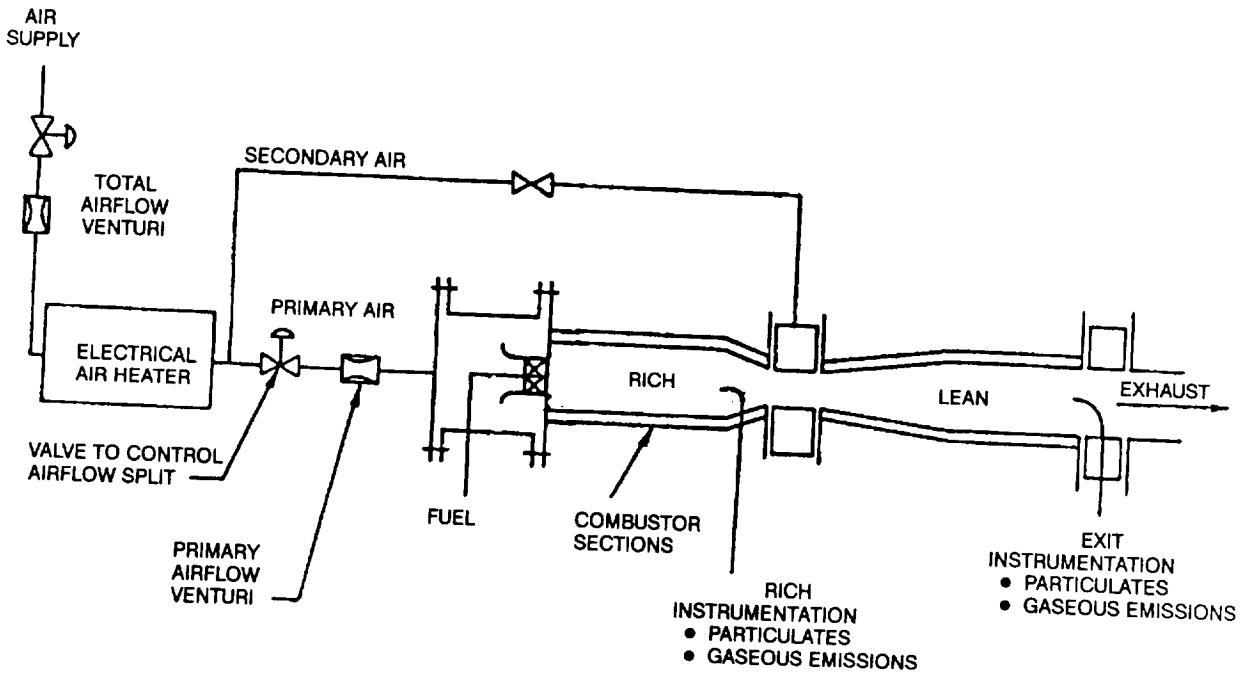 AIR
SUPPLY
TOTAL
AIRFLOW
VENTURI
SECONDARY AIR
PRIMARY AIR
ELECTRICAL
AIR HEATER
VALVE TO CONTROL
AIRFLOW SPLIT
PRIMARY
AIRFLOW
VENTURI
FUEL
RICH
COMBUSTOR
SECTIONS
RICH
INSTRUMENTATION
● PARTICULATES
● GASEOUS EMISSIONS
LEAN
EXHAUST
EXIT
INSTRUMENTATION
● PARTICULATES
● GASEOUS EMISSIONS